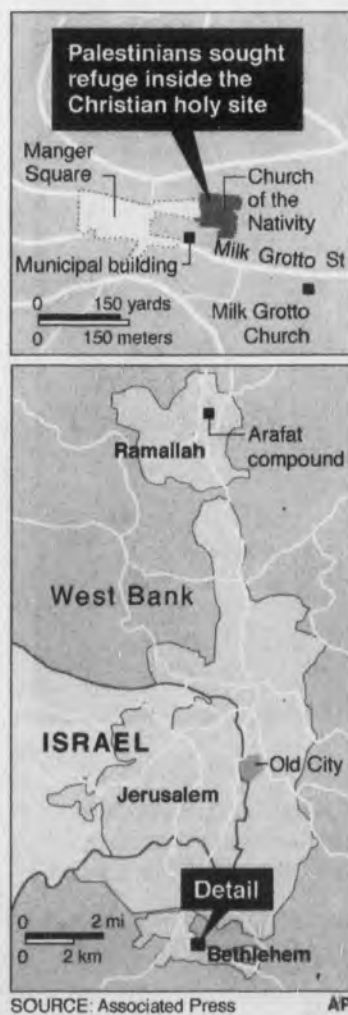 Palestinians sought
refuge inside the
Christian holy site
Manger
Square
Church
of the
Nativity
Municipal building
Milk Grotto St
0 150 yards
0 150 meters
Milk Grotto
Church
Ramallah
Arafat
compound
West Bank
ISRAEL
Old City
Jerusalem
Detail
0 2 mi
0 2 km
Bethlehem
SOURCE: Associated Press AP